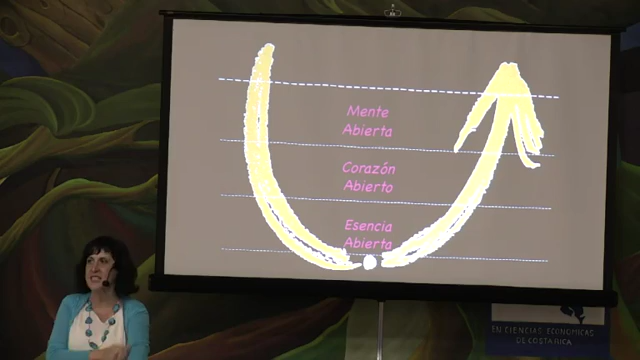 Mente
Abierta
Corazón
Abierto
Esencia
Abierta
EN CIENCIAS ECONÓMICAS
DE COSTA RICA